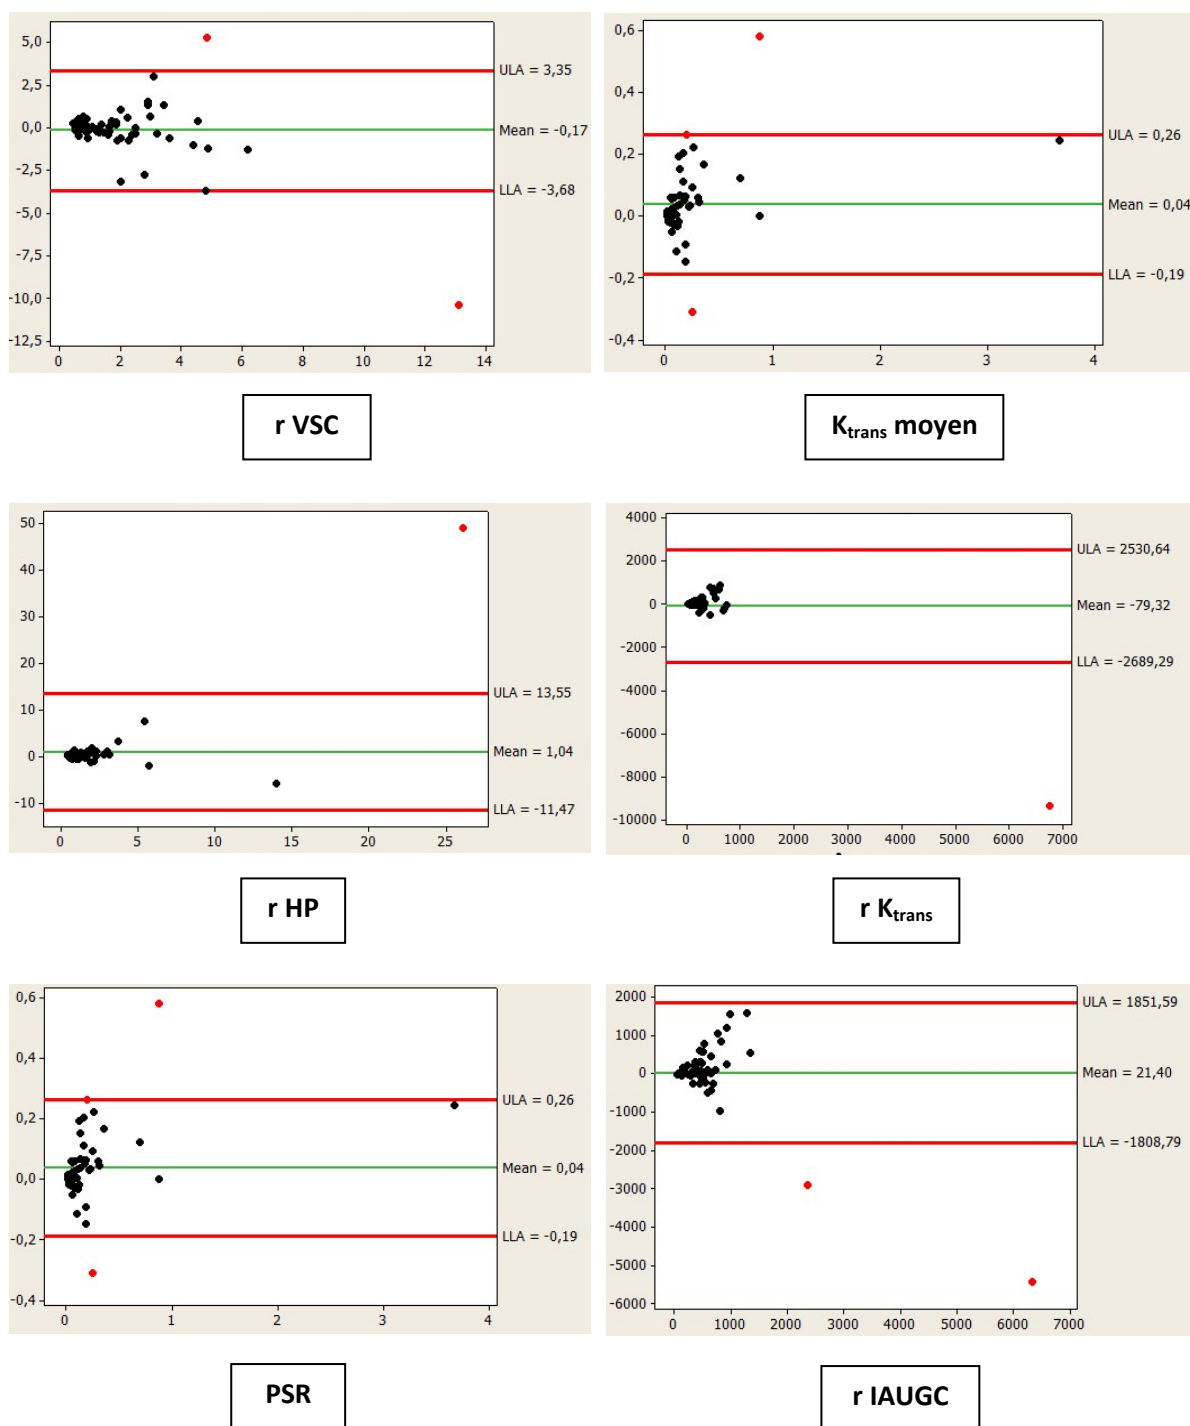 5,0
2,5
0,0
-2,5
-5,0
-7,5
-10,0
-12,5
0 2 4 6 8 10 12 14
ULA = 3,35
Mean = -0,17
LLA = -3,68
r VSC
0,6
0,4
0,2
0,0
-0,2
-0,4
0 1 2 3 4
ULA = 0,26
Mean = 0,04
LLA = -0,19
Ktrans moyen
50
40
30
20
10
0
-10
0 5 10 15 20 25
ULA = 13,55
Mean = 1,04
LLA = -11,47
r HP
4000
2000
0
-2000
-4000
-6000
-8000
-10000
0 1000 2000 3000 4000 5000 6000 7000
ULA = 2530,64
Mean = -79,32
LLA = -2689,29
r Ktrans
0,6
0,4
0,2
0,0
-0,2
-0,4
0 1 2 3 4
ULA = 0,26
Mean = 0,04
LLA = -0,19
PSR
2000
1000
0
-1000
-2000
-3000
-4000
-5000
-6000
0 1000 2000 3000 4000 5000 6000 7000
ULA = 1851,59
Mean = 21,40
LLA = -1808,79
r IAUGC